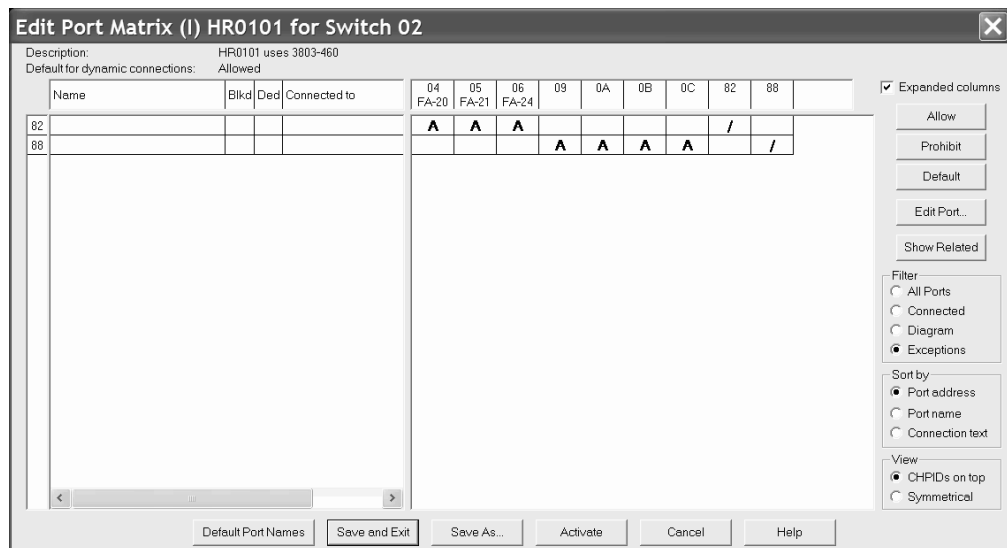 Edit Port Matrix (I) HR0101 for Switch 02
Description: HR0101 uses 3803-460
Default for dynamic connections: Allowed
Name Blkd Ded Connected to 04 05 06 09 0A 0B 0C 82 88
FA-20 FA-21 FA-24
82 A A A /
88 A A A A /
Expanded columns
Allow
Prohibit
Default
Edit Port...
Show Related
Filter
All Ports
Connected
Diagram
Exceptions
Sort by
Port address
Port name
Connection text
View
CHPIDs on top
Symmetrical
Default Port Names Save and Exit Save As... Activate Cancel Help